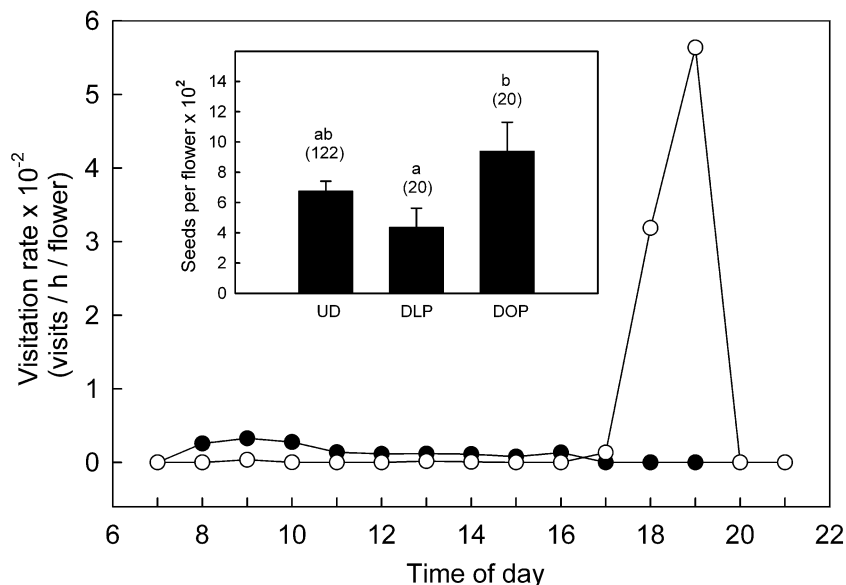 6
5
4
3
2
1
0
Visitation rate x 10-2
(visits / h / flower)
14
12
10
8
6
4
2
0
Seeds per flower x 10²
ab
(122)
a
(20)
b
(20)
UD DLP DOP
6 8 10 12 14 16 18 20 22
Time of day